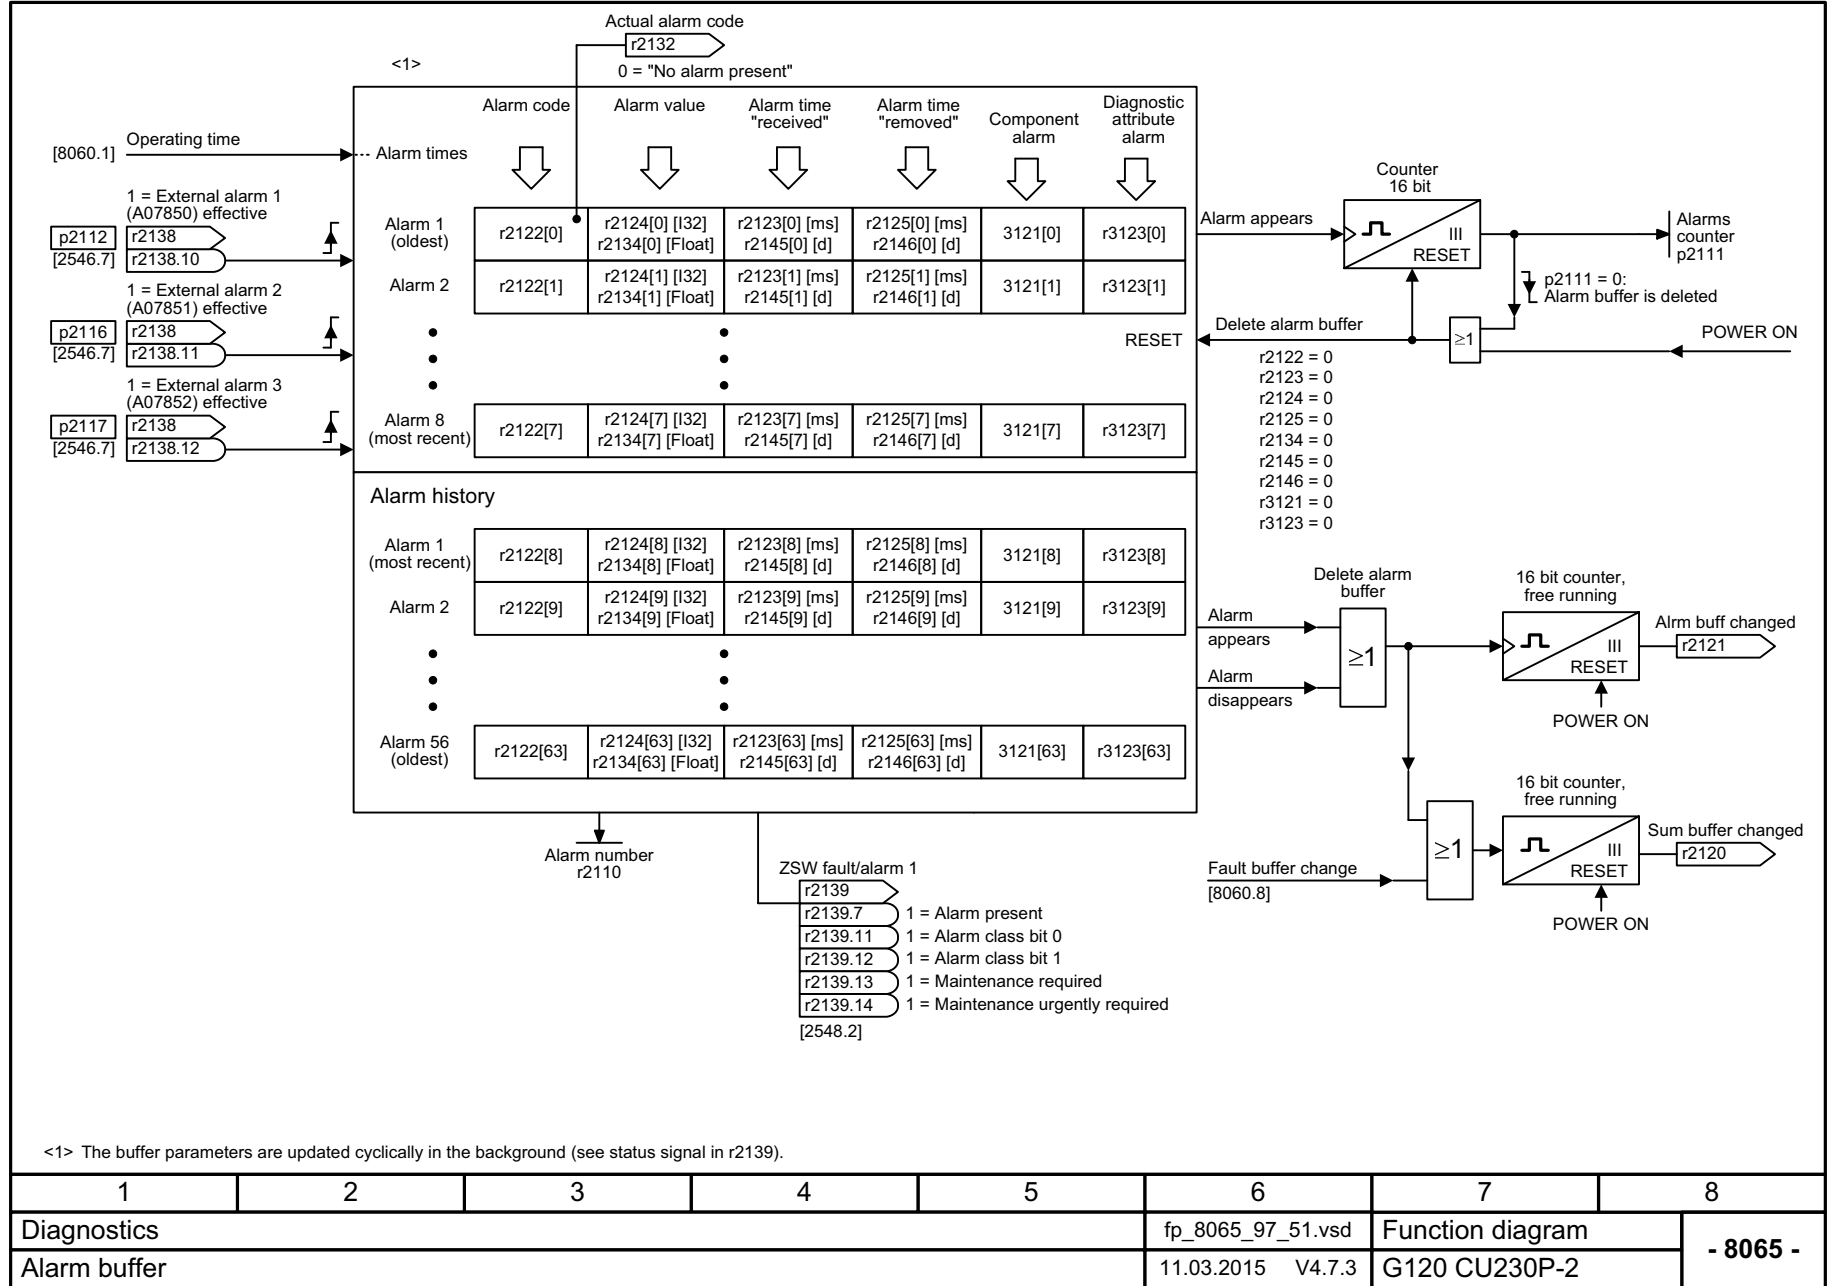 Actual alarm code
r2132
0 = "No alarm present"
<1>
Alarm code
Alarm value
Alarm time
"received"
Alarm time
"removed"
Component
alarm
Diagnostic
attribute
alarm
[8060.1]
Operating time
Alarm times
1 = External alarm 1
(A07850) effective
p2112
r2138
[2546.7]
r2138.10
1 = External alarm 2
(A07851) effective
p2116
r2138
[2546.7]
r2138.11
1 = External alarm 3
(A07852) effective
p2117
r2138
[2546.7]
r2138.12
Alarm 1
(oldest)
r2122[0]
r2124[0] [I32]
r2134[0] [Float]
r2123[0] [ms]
r2145[0] [d]
r2125[0] [ms]
r2146[0] [d]
3121[0]
r3123[0]
Alarm 2
r2122[1]
r2124[1] [I32]
r2134[1] [Float]
r2123[1] [ms]
r2145[1] [d]
r2125[1] [ms]
r2146[1] [d]
3121[1]
r3123[1]
RESET
Alarm 8
(most recent)
r2122[7]
r2124[7] [I32]
r2134[7] [Float]
r2123[7] [ms]
r2145[7] [d]
r2125[7] [ms]
r2146[7] [d]
3121[7]
r3123[7]
Alarm appears
Counter
16 bit
III
RESET
Alarms
counter
p2111
p2111 = 0:
Alarm buffer is deleted
Delete alarm buffer
≥1
POWER ON
r2122 = 0
r2123 = 0
r2124 = 0
r2125 = 0
r2134 = 0
r2145 = 0
r2146 = 0
r3121 = 0
r3123 = 0
Alarm history
Alarm 1
(most recent)
r2122[8]
r2124[8] [I32]
r2134[8] [Float]
r2123[8] [ms]
r2145[8] [d]
r2125[8] [ms]
r2146[8] [d]
3121[8]
r3123[8]
Alarm 2
r2122[9]
r2124[9] [I32]
r2134[9] [Float]
r2123[9] [ms]
r2145[9] [d]
r2125[9] [ms]
r2146[9] [d]
3121[9]
r3123[9]
Alarm 56
(oldest)
r2122[63]
r2124[63] [I32]
r2134[63] [Float]
r2123[63] [ms]
r2145[63] [d]
r2125[63] [ms]
r2146[63] [d]
3121[63]
r3123[63]
Alarm
appears
Alarm
disappears
Delete alarm
buffer
≥1
16 bit counter,
free running
III
RESET
POWER ON
Alrm buff changed
r2121
Fault buffer change
[8060.8]
≥1
16 bit counter,
free running
III
RESET
POWER ON
Sum buffer changed
r2120
Alarm number
r2110
ZSW fault/alarm 1
r2139
r2139.7 1 = Alarm present
r2139.11 1 = Alarm class bit 0
r2139.12 1 = Alarm class bit 1
r2139.13 1 = Maintenance required
r2139.14 1 = Maintenance urgently required
[2548.2]
<1> The buffer parameters are updated cyclically in the background (see status signal in r2139).
1 2 3 4 5 6 7 8
Diagnostics
fp_8065_97_51.vsd
Function diagram
- 8065 -
Alarm buffer
11.03.2015 V4.7.3
G120 CU230P-2